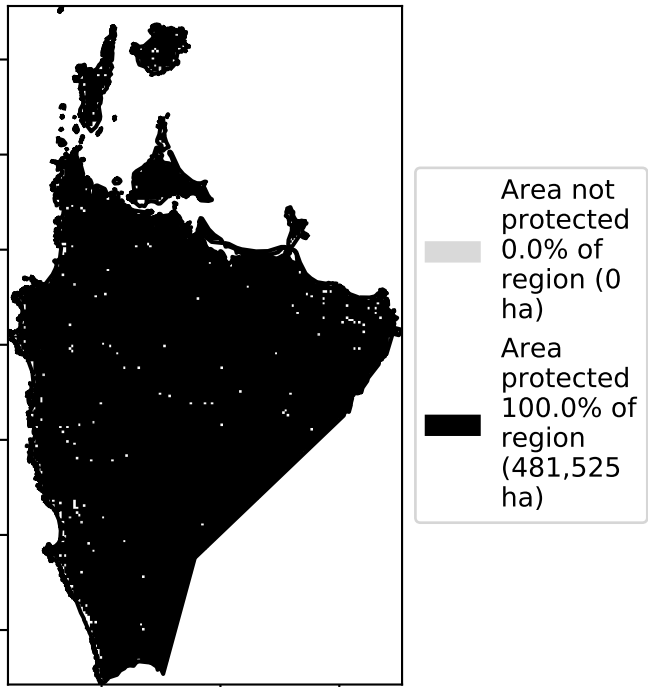 Area not
protected
0.0% of
region (0
ha)
Area
protected
100.0% of
region
(481,525
ha)